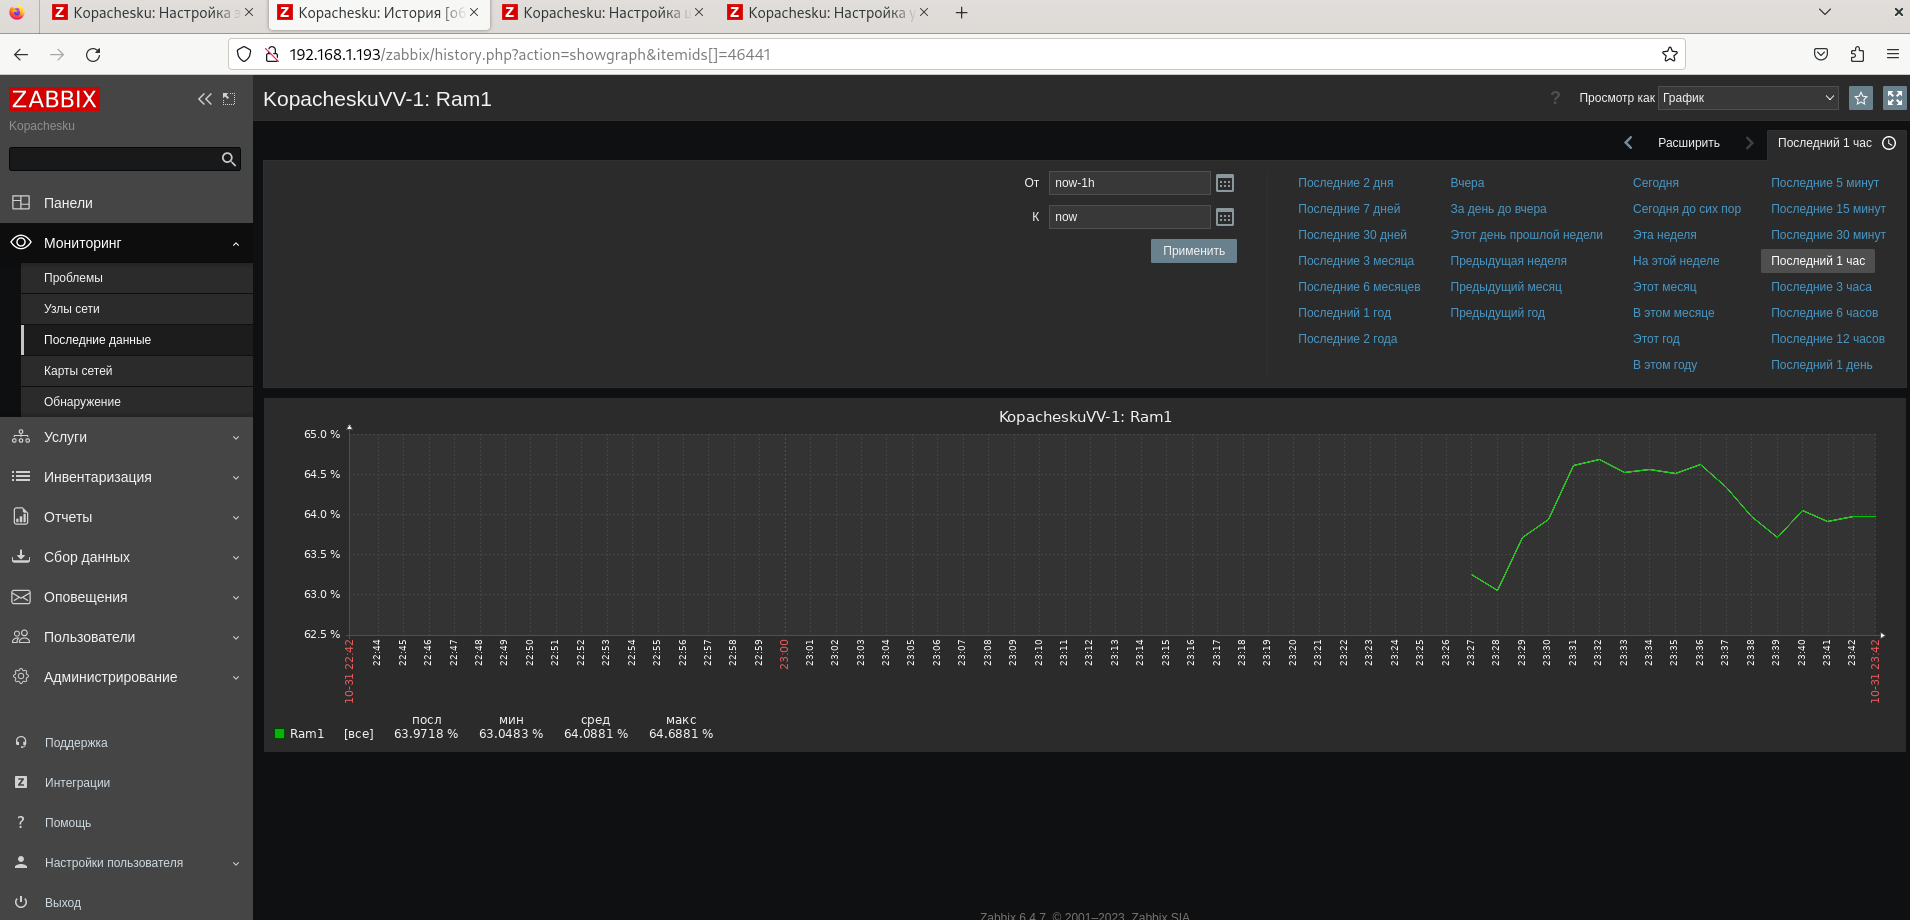 Kopachesku: Настройка э
Kopachesku: История [об
Kopachesku: Настройка ш
Kopachesku: Настройка у
192.168.1.193/zabbix/history.php?action=showgraph&itemids[]=46441
ZABBIX
Kopachesku
Панели
Мониторинг
Проблемы
Узлы сети
Последние данные
Карты сетей
Обнаружение
Услуги
Инвентаризация
Отчеты
Сбор данных
Оповещения
Пользователи
Администрирование
Поддержка
Интеграции
Помощь
Настройки пользователя
Выход
KopacheskuVV-1: Ram1
? Просмотр как График
Расширить
Последний 1 час
От now-1h
К now
Применить
Последние 2 дня Вчера Сегодня Последние 5 минут
Последние 7 дней За день до вчера Сегодня до сих пор Последние 15 минут
Последние 30 дней Этот день прошлой недели Эта неделя Последние 30 минут
Последние 3 месяца Предыдущая неделя На этой неделе Последний 1 час
Последние 6 месяцев Предыдущий месяц Этот месяц Последние 3 часа
Последний 1 год Предыдущий год В этом месяце Последние 6 часов
Последние 2 года Этот год Последние 12 часов
В этом году Последний 1 день
KopacheskuVV-1: Ram1
65.0 %
64.5 %
64.0 %
63.5 %
63.0 %
62.5 %
10-31 22:42 22:44 22:45 22:46 22:47 22:48 22:49 22:50 22:51 22:52 22:53 22:54 22:55 22:56 22:57 22:58 22:59 23:00 23:01 23:02 23:03 23:04 23:05 23:06 23:07 23:08 23:09 23:10 23:11 23:12 23:13 23:14 23:15 23:16 23:17 23:18 23:19 23:20 23:21 23:22 23:23 23:24 23:25 23:26 23:27 23:28 23:29 23:30 23:31 23:32 23:33 23:34 23:35 23:36 23:37 23:38 23:39 23:40 23:41 23:42 10-31 23:42
посл мин сред макс
Ram1 [все] 63.9718 % 63.0483 % 64.0881 % 64.6881 %
Zabbix 6.4.7. © 2001–2023, Zabbix SIA